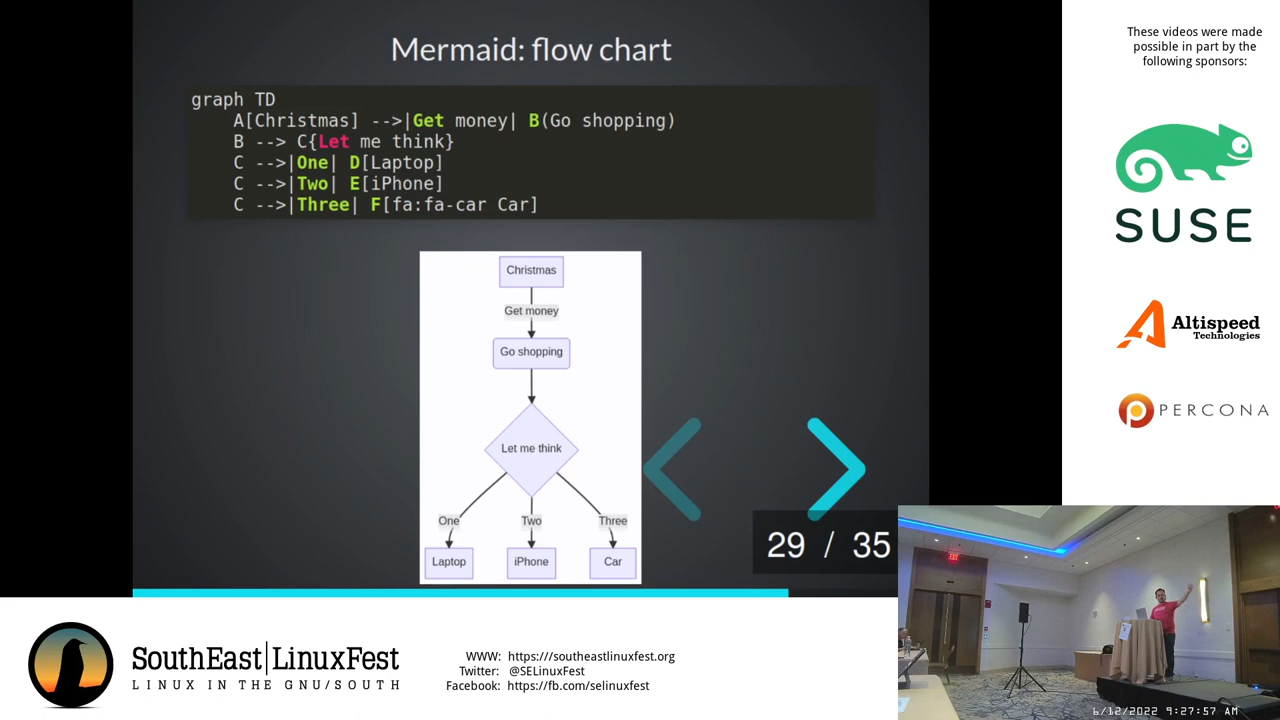 Mermaid: flow chart
graph TD
A[Christmas] -->|Get money| B(Go shopping)
B --> C{Let me think}
C -->|One| D[Laptop]
C -->|Two| E[iPhone]
C -->|Three| F[fa:fa-car Car]
Christmas
Get money
Go shopping
Let me think
One Two Three
Laptop iPhone Car
29 / 35
These videos were made
possible in part by the
following sponsors:
SUSE
Altispeed
Technologies
PERCONA
SouthEast|LinuxFest
LINUX IN THE GNU/SOUTH
WWW: https://southeastlinuxfest.org
Twitter: @SELinuxFest
Facebook: https://fb.com/selinuxfest
6/12/2022 9:27:57 AM